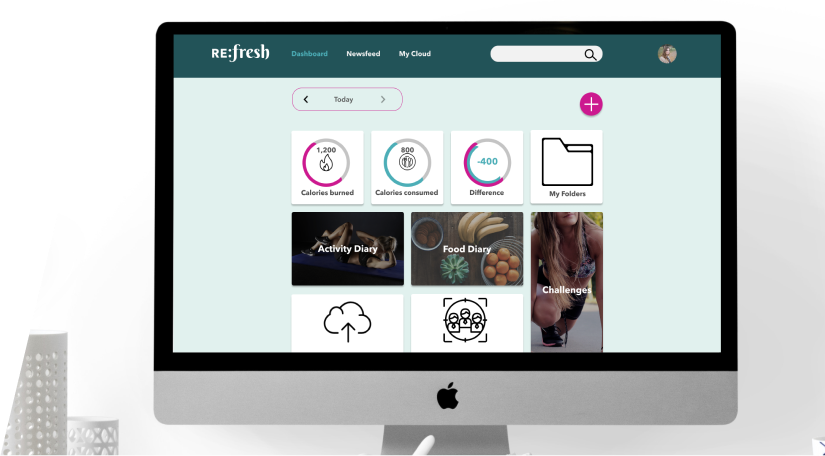 RE:fresh
Dashboard Newsfeed My Cloud
Today
1,200
Calories burned
800
Calories consumed
-400
Difference
My Folders
Activity Diary
Food Diary
Challenges